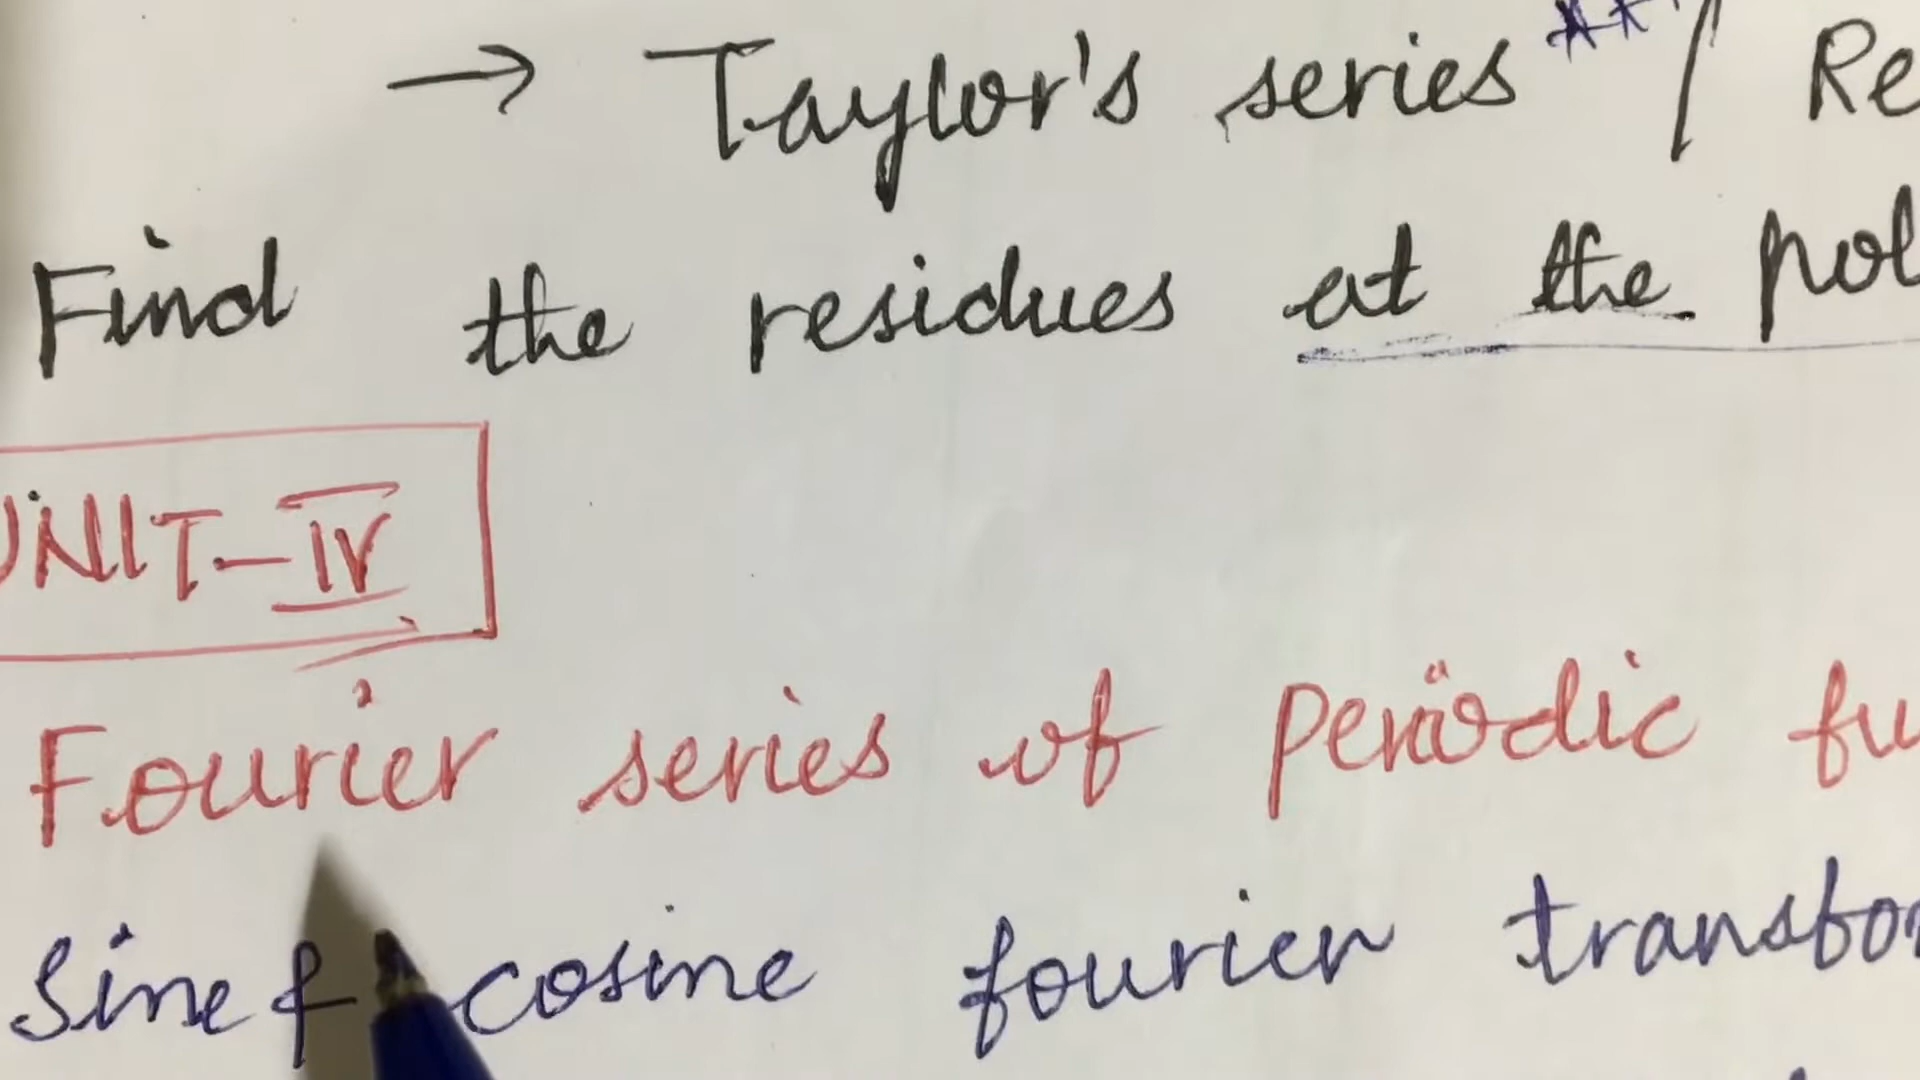 → Taylor's series ** /
Find the residues at the
UNIT-IV
Fourier series of Periodic
Sine & cosine fourier